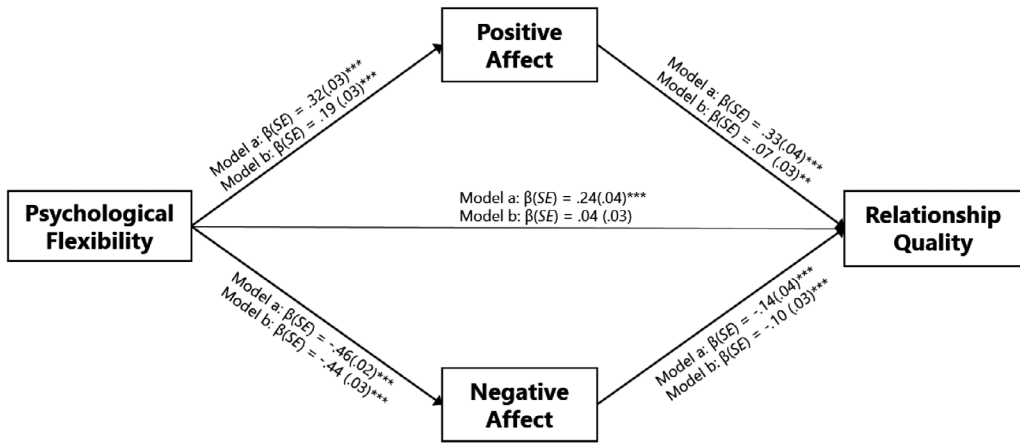 Positive
Affect
Model a: β(SE) = .32(.03)***
Model b: β(SE) = .19 (.03)***
Model a: β(SE) = .33(.04)***
Model b: β(SE) = .07 (.03)**
Psychological
Flexibility
Model a: β(SE) = .24(.04)***
Model b: β(SE) = .04 (.03)
Relationship
Quality
Model a: β(SE) = -.46(.02)***
Model b: β(SE) = -.44 (.03)***
Model a: β(SE) = -.14(.04)***
Model b: β(SE) = -.10 (.03)***
Negative
Affect